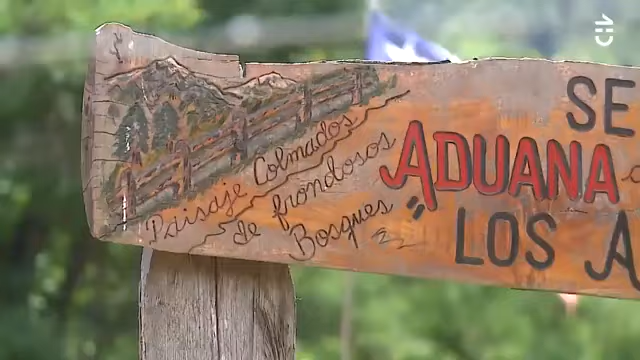 Paisaje Colmados
de frondosos
Bosques
SE
ADUANA
"LOS A